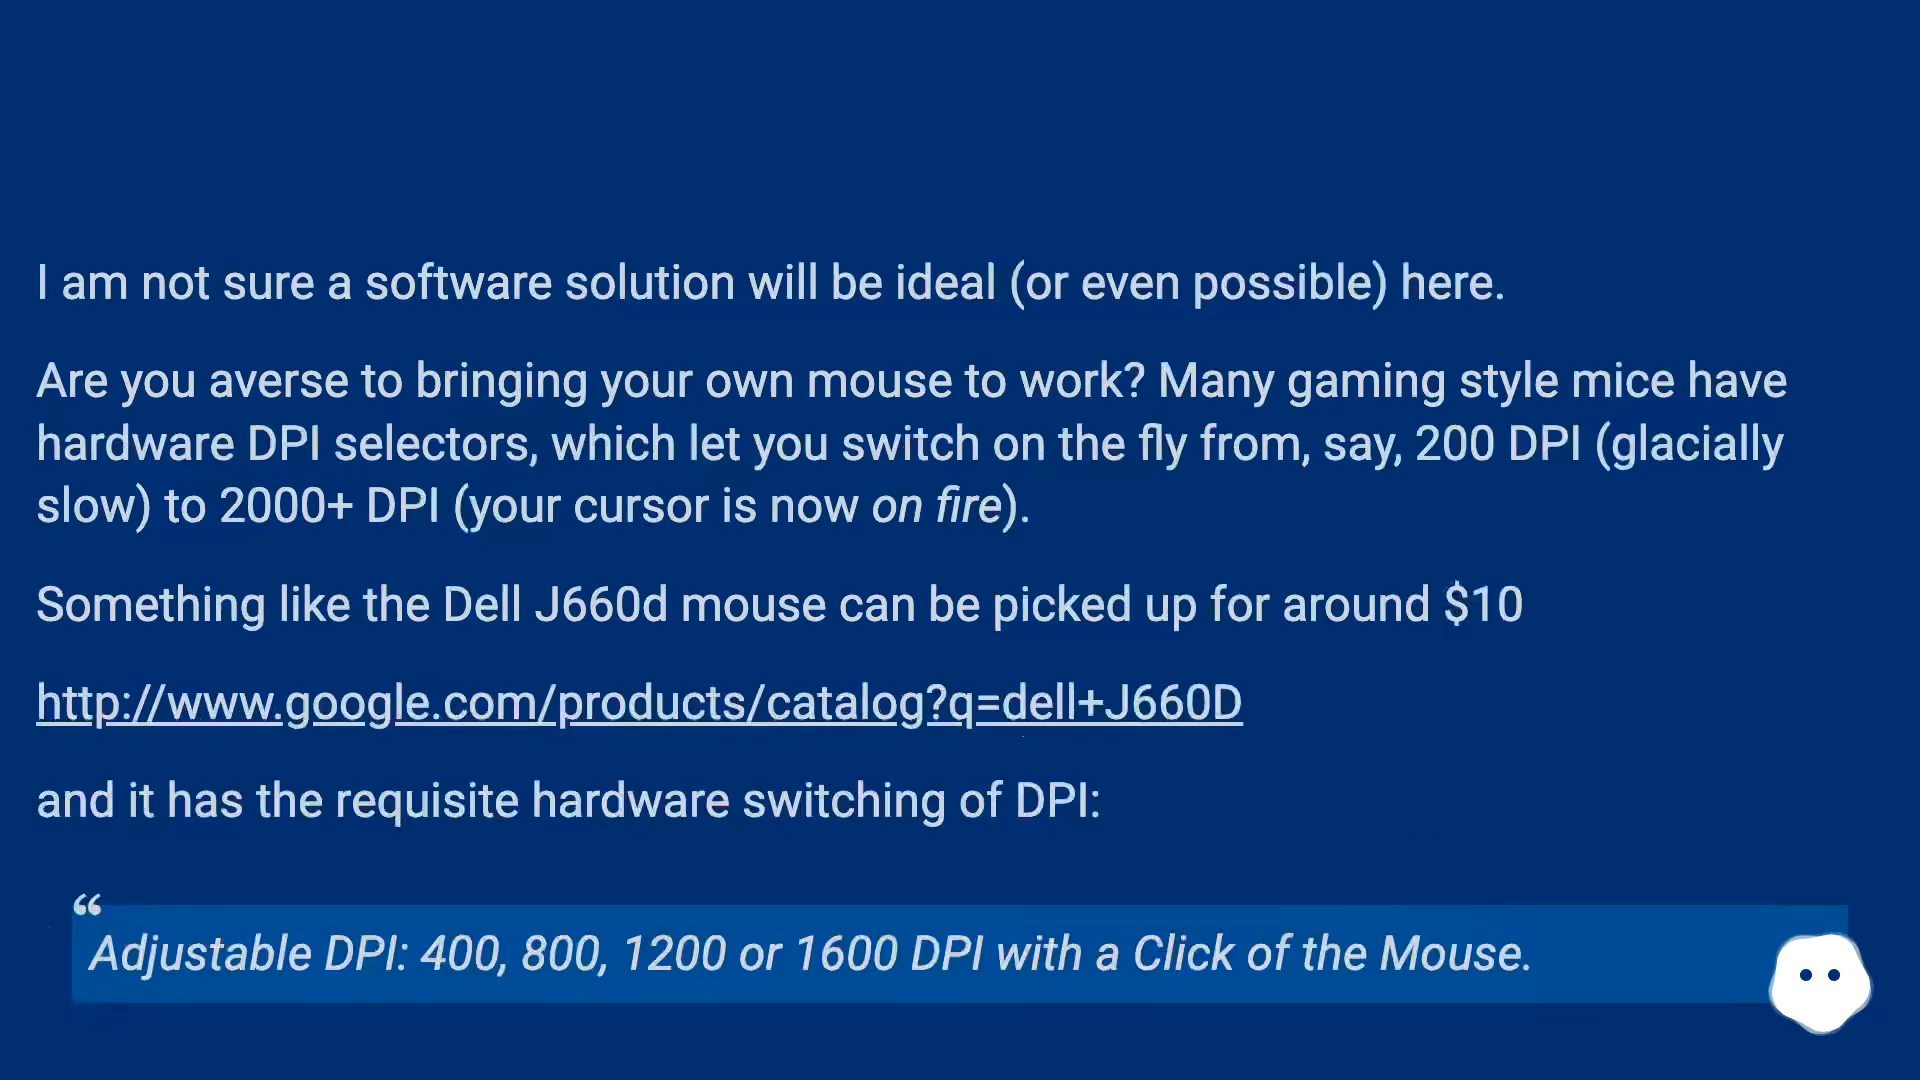 I am not sure a software solution will be ideal (or even possible) here.
Are you averse to bringing your own mouse to work? Many gaming style mice have
hardware DPI selectors, which let you switch on the fly from, say, 200 DPI (glacially
slow) to 2000+ DPI (your cursor is now on fire).
Something like the Dell J660d mouse can be picked up for around $10
http://www.google.com/products/catalog?q=dell+J660D
and it has the requisite hardware switching of DPI:
“
Adjustable DPI: 400, 800, 1200 or 1600 DPI with a Click of the Mouse.